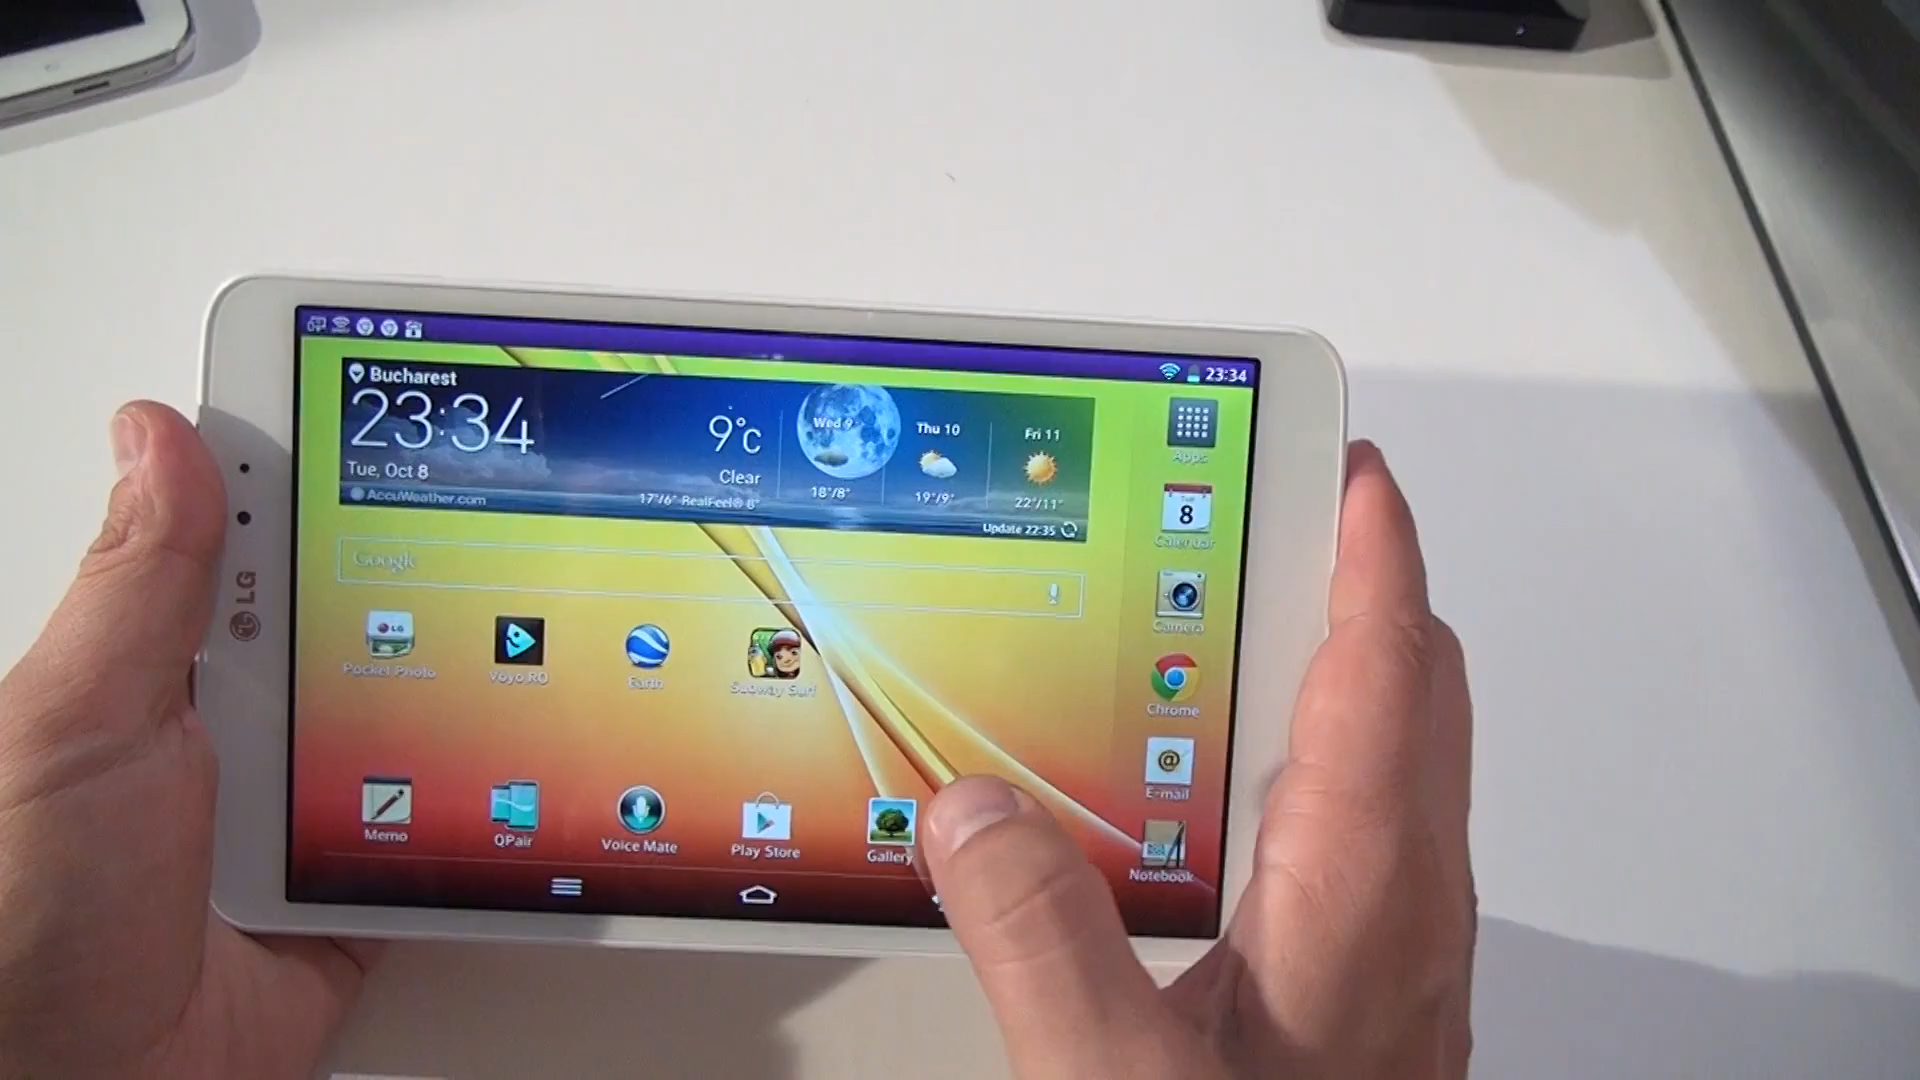 23:34
Bucharest
23:34
Tue, Oct 8
AccuWeather.com
9°c
Clear
17°/6° RealFeel® 8°
Wed 9
18°/8°
Thu 10
19°/9°
Fri 11
22°/11°
Update 22:35
Google
LG
LG
Pocket Photo
Voyo RO
Earth
Subway Surf
Memo
QPair
Voice Mate
Play Store
Gallery
Apps
Tue
8
Calendar
Camera
Chrome
@
E-mail
Notebook